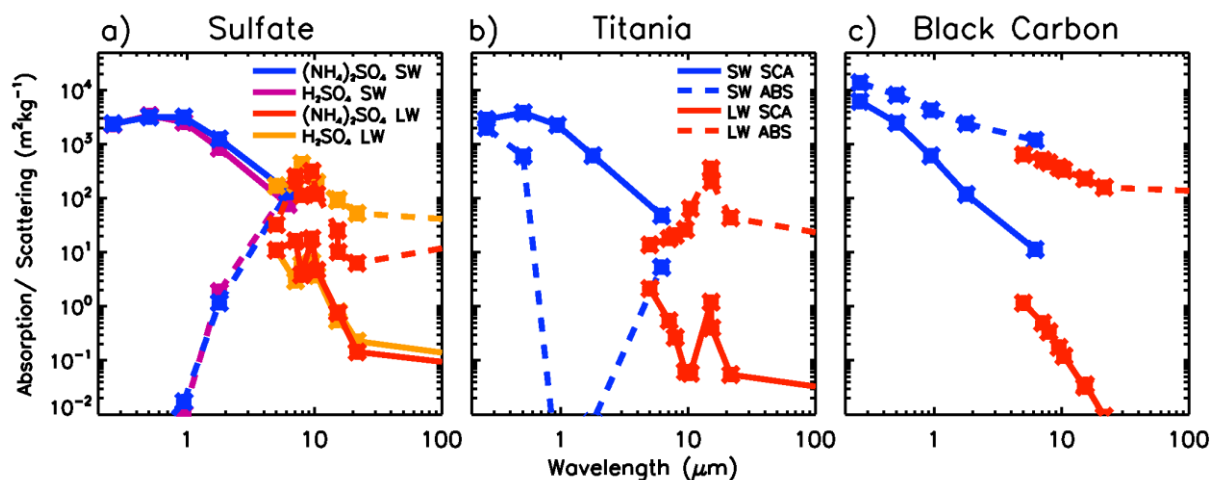 a) Sulfate
b) Titania
c) Black Carbon
Absorption/ Scattering (m²kg⁻¹)
10⁴
10³
10²
10¹
10⁰
10⁻¹
10⁻²
(NH₄)₂SO₄ SW
H₂SO₄ SW
(NH₄)₂SO₄ LW
H₂SO₄ LW
SW SCA
SW ABS
LW SCA
LW ABS
1 10 100
1 10 100
1 10 100
Wavelength (μm)